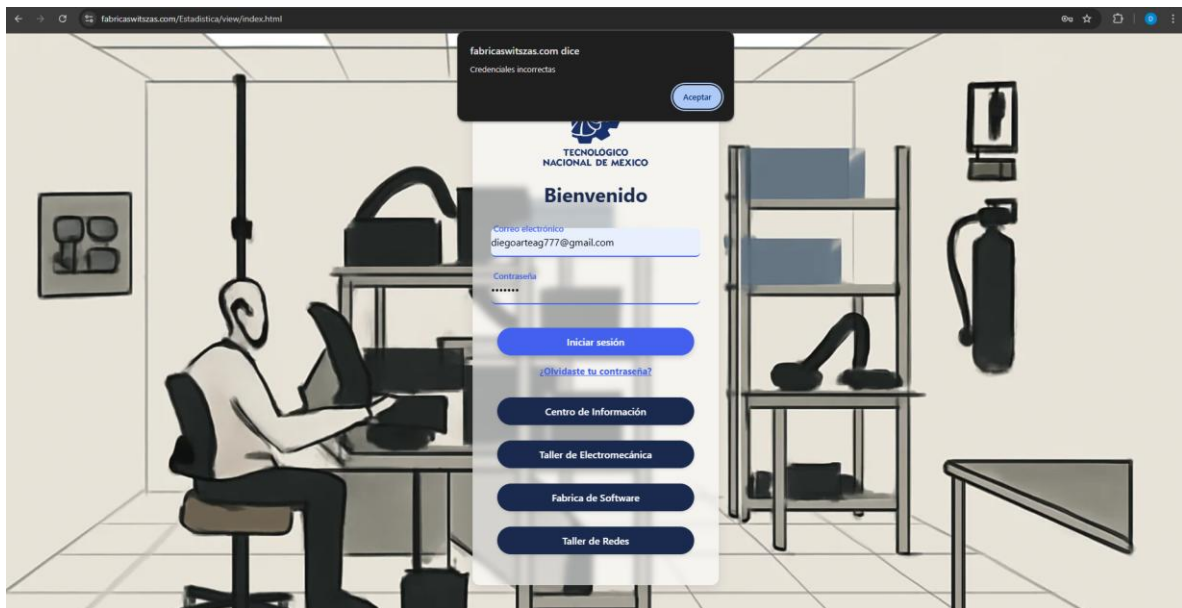 fabricaswitszas.com/Estadistica/view/index.html
fabricaswitszas.com dice
Credenciales incorrectas
Aceptar
TECNOLÓGICO
NACIONAL DE MÉXICO
Bienvenido
Correo electrónico
diegoarteag777@gmail.com
Contraseña
•••••••
Iniciar sesión
¿Olvidaste tu contraseña?
Centro de Información
Taller de Electromecánica
Fabrica de Software
Taller de Redes